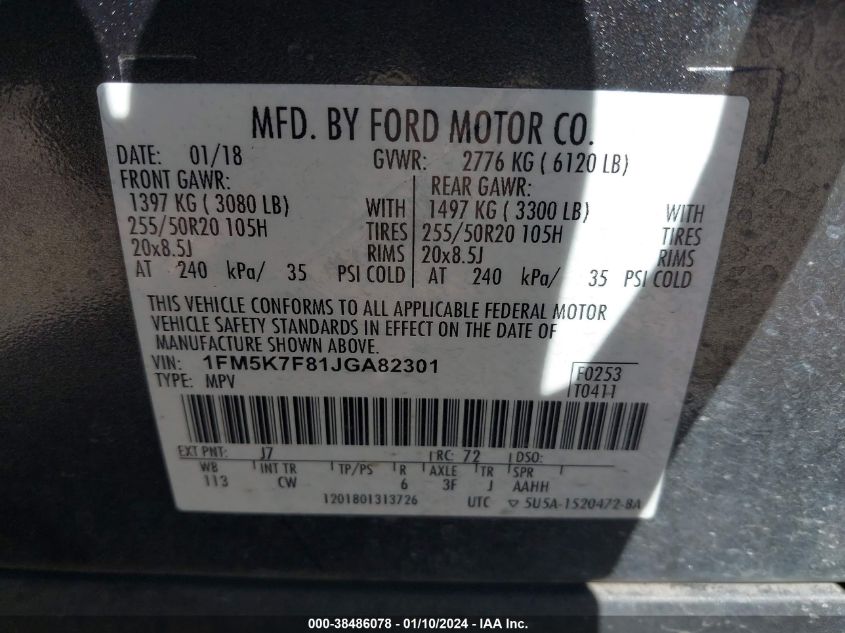 MFD. BY FORD MOTOR CO.
DATE: 01/18 GVWR: 2776 KG ( 6120 LB)
FRONT GAWR: REAR GAWR:
1397 KG ( 3080 LB) WITH 1497 KG ( 3300 LB) WITH
255/50R20 105H TIRES 255/50R20 105H TIRES
20x8.5J RIMS 20x8.5J RIMS
AT 240 kPa/ 35 PSI COLD AT 240 kPa/ 35 PSI COLD
THIS VEHICLE CONFORMS TO ALL APPLICABLE FEDERAL MOTOR
VEHICLE SAFETY STANDARDS IN EFFECT ON THE DATE OF
MANUFACTURE SHOWN ABOVE.
VIN: 1FM5K7F81JGA82301
TYPE: MPV
F0253
T0411
EXT PNT: J7 RC: 72 DSO:
WB INT TR TP/PS R AXLE TR SPR
113 CW 6 3F J AAHH
1201801313726 UTC ▽ 5U5A-1520472-BA
000-38486078 - 01/10/2024 - IAA Inc.